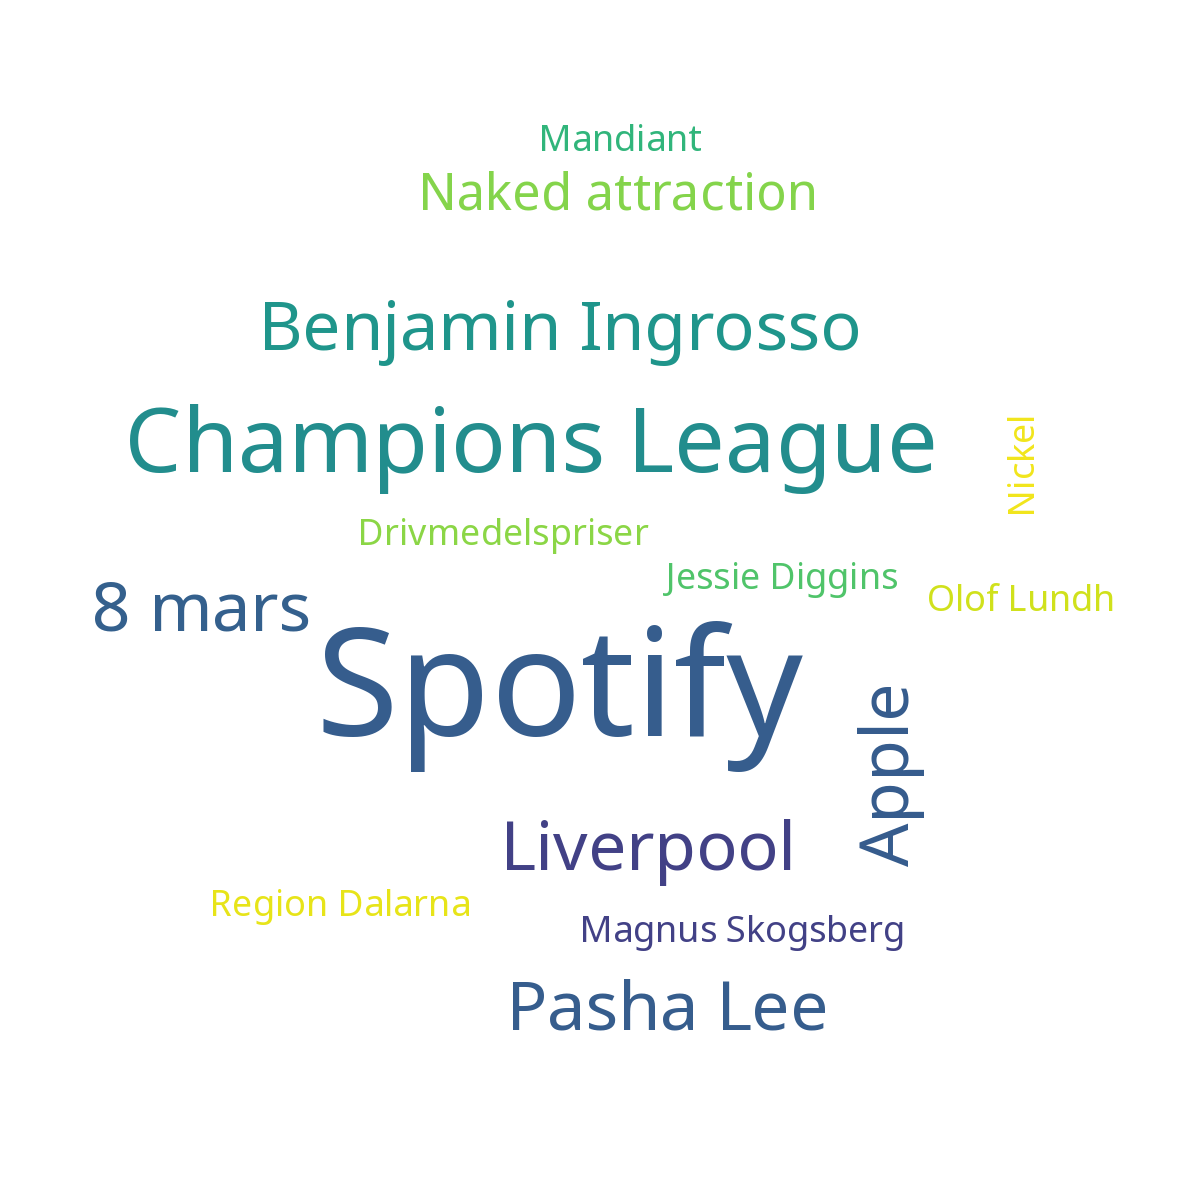 Mandiant
Naked attraction
Benjamin Ingrosso
Champions League
Nickel
Drivmedelspriser
Jessie Diggins
Olof Lundh
8 mars
Spotify
Apple
Liverpool
Region Dalarna
Magnus Skogsberg
Pasha Lee